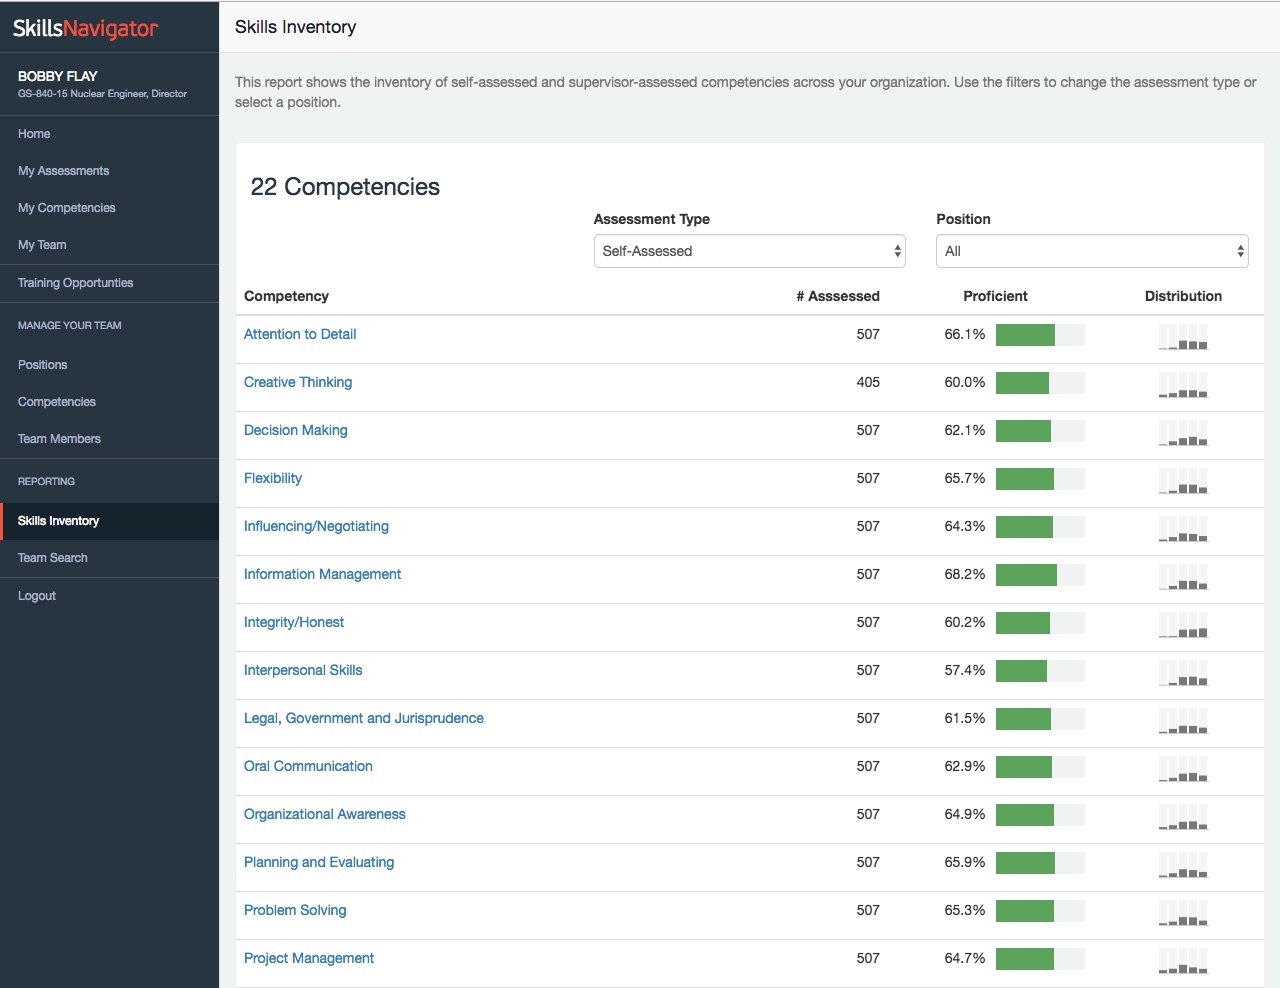 SkillsNavigator
Skills Inventory
BOBBY FLAY
GS-840-15 Nuclear Engineer, Director
Home
My Assessments
My Competencies
My Team
Training Opportunties
MANAGE YOUR TEAM
Positions
Competencies
Team Members
REPORTING
Skills Inventory
Team Search
Logout
This report shows the inventory of self-assessed and supervisor-assessed competencies across your organization. Use the filters to change the assessment type or
select a position.
22 Competencies
Assessment Type Position
Self-Assessed All
Competency # Asssessed Proficient Distribution
Attention to Detail 507 66.1%
Creative Thinking 405 60.0%
Decision Making 507 62.1%
Flexibility 507 65.7%
Influencing/Negotiating 507 64.3%
Information Management 507 68.2%
Integrity/Honest 507 60.2%
Interpersonal Skills 507 57.4%
Legal, Government and Jurisprudence 507 61.5%
Oral Communication 507 62.9%
Organizational Awareness 507 64.9%
Planning and Evaluating 507 65.9%
Problem Solving 507 65.3%
Project Management 507 64.7%